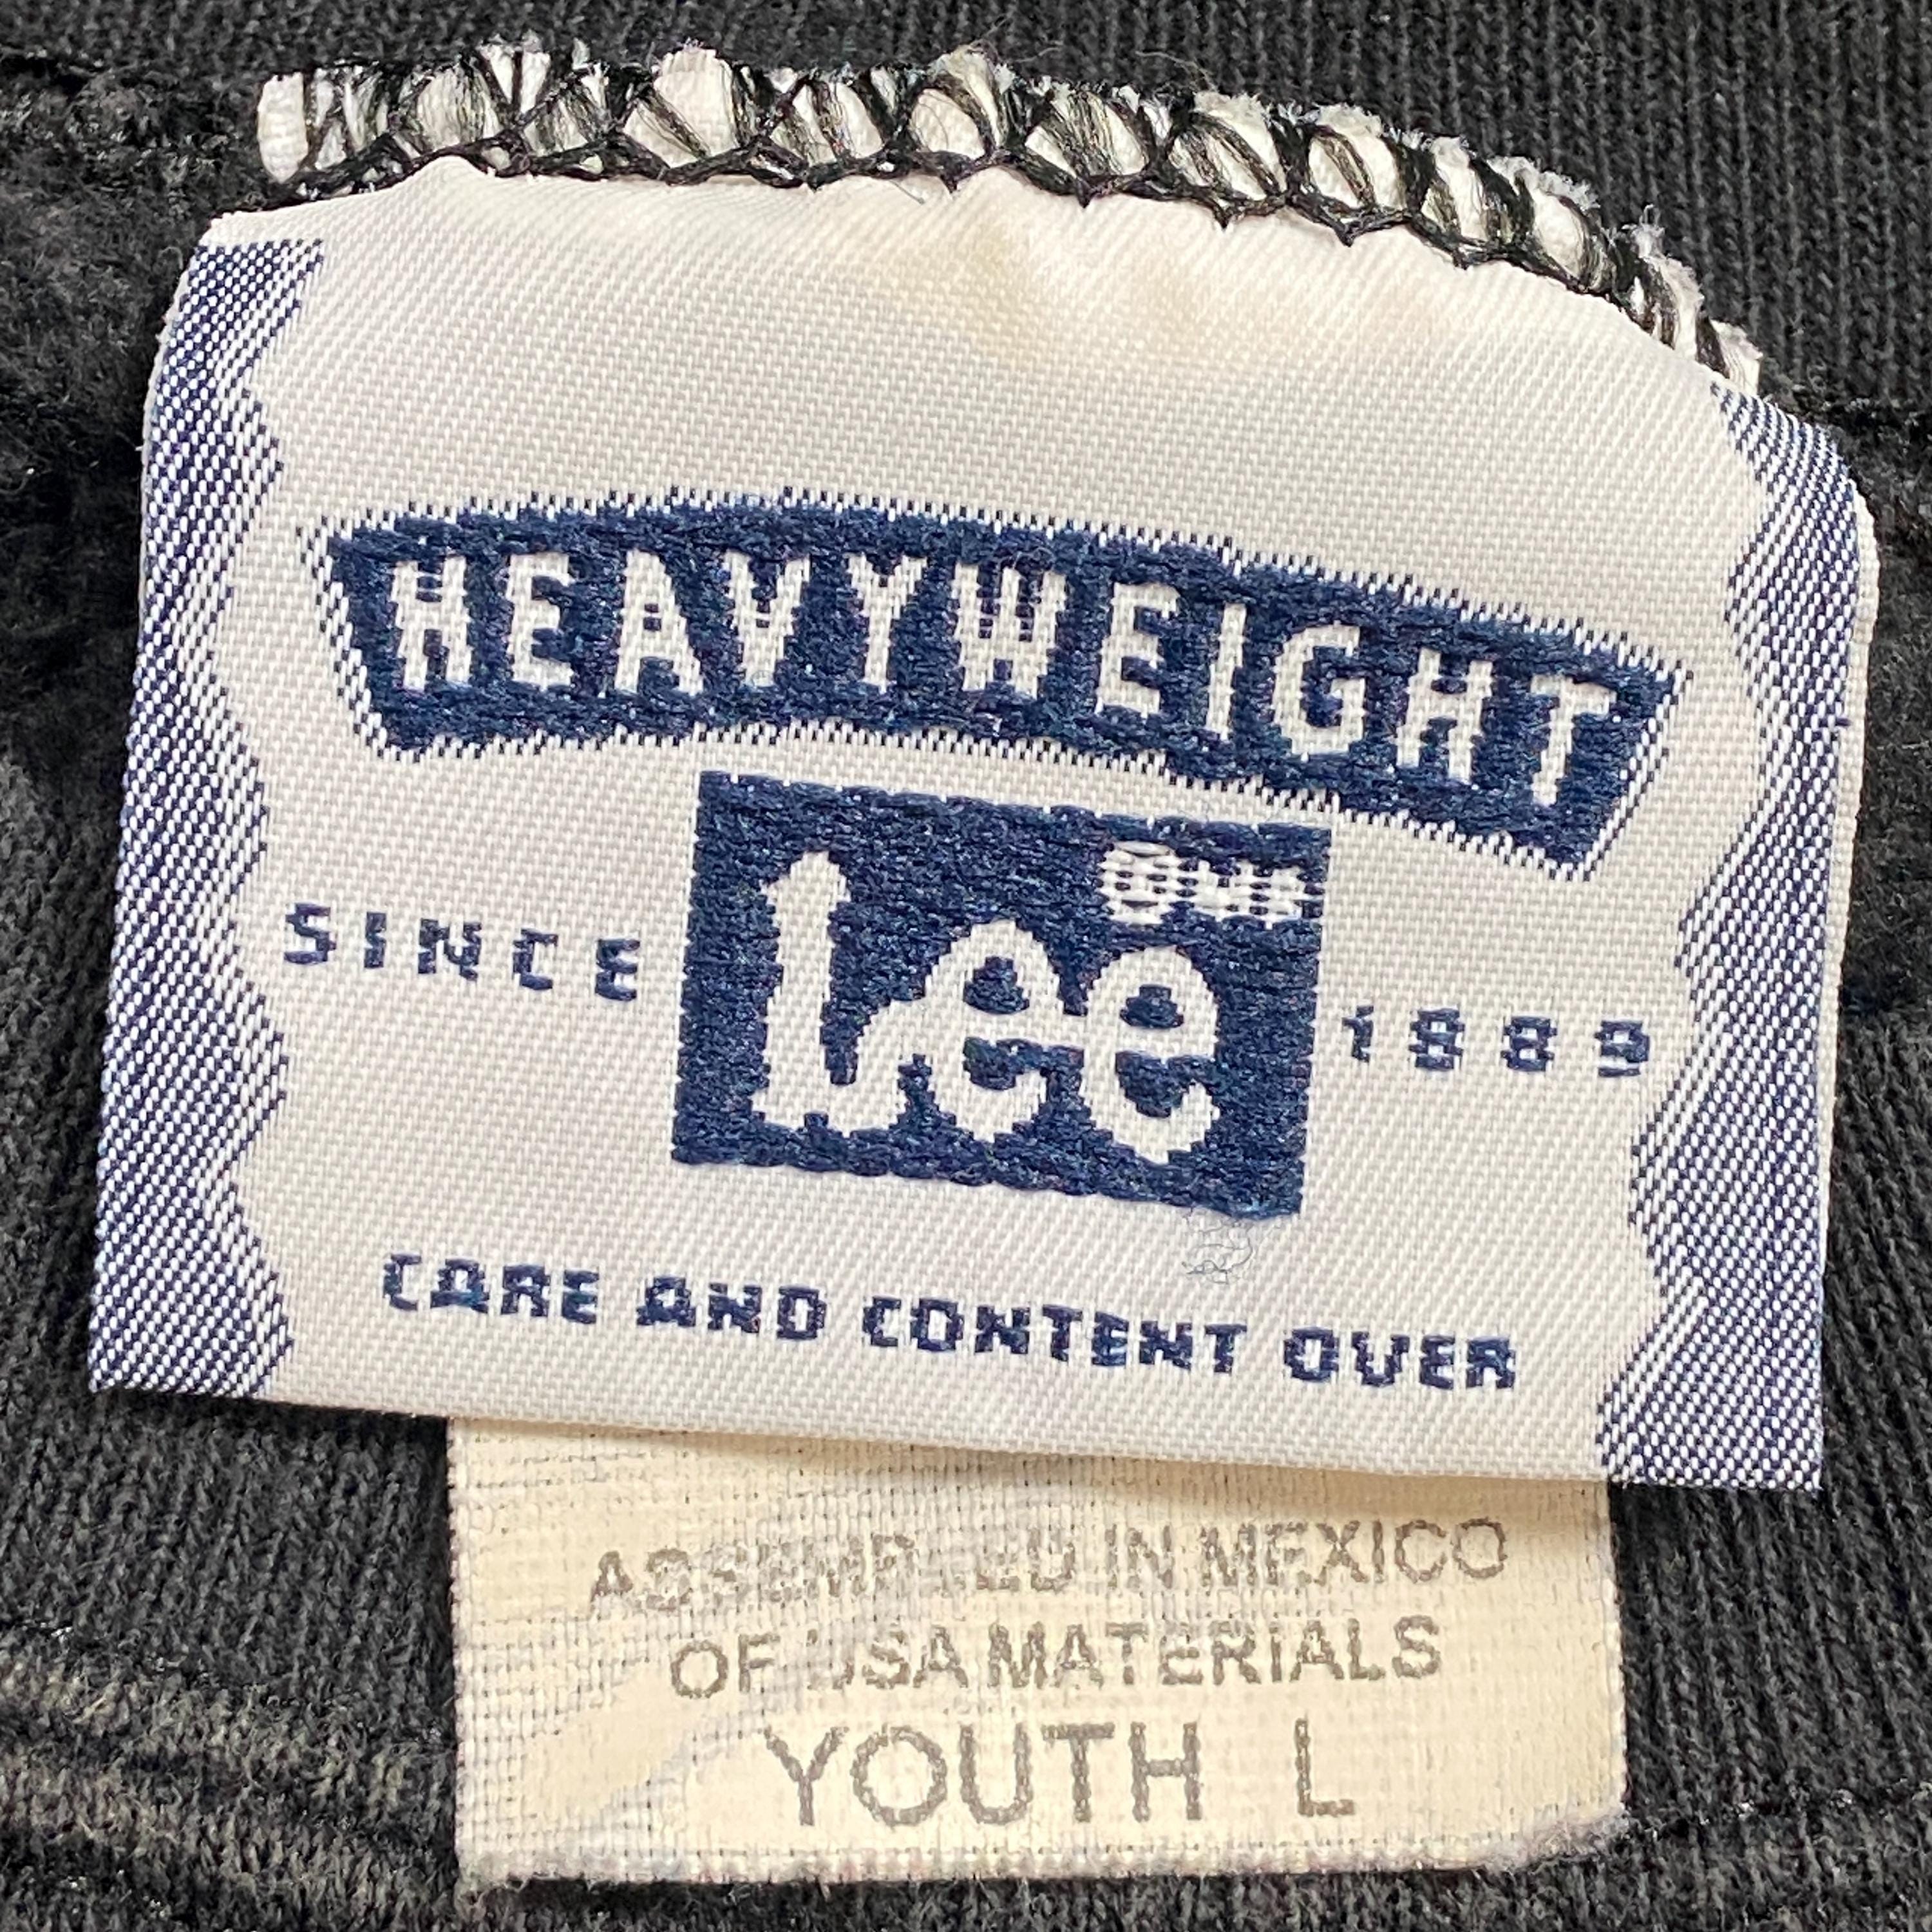 HEAVYWEIGHT
SINCE Lee 1889
CARE AND CONTENT OVER
ASSEMBLED IN MEXICO
OF USA MATERIALS
YOUTH L